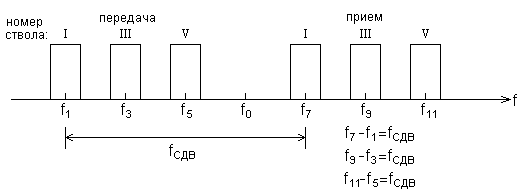 номер ствола:
передача
прием
I III V I III V
f1 f3 f5 f0 f7 f9 f11 f
fСДВ
f7-f1=fСДВ
f9-f3=fСДВ
f11-f5=fСДВ